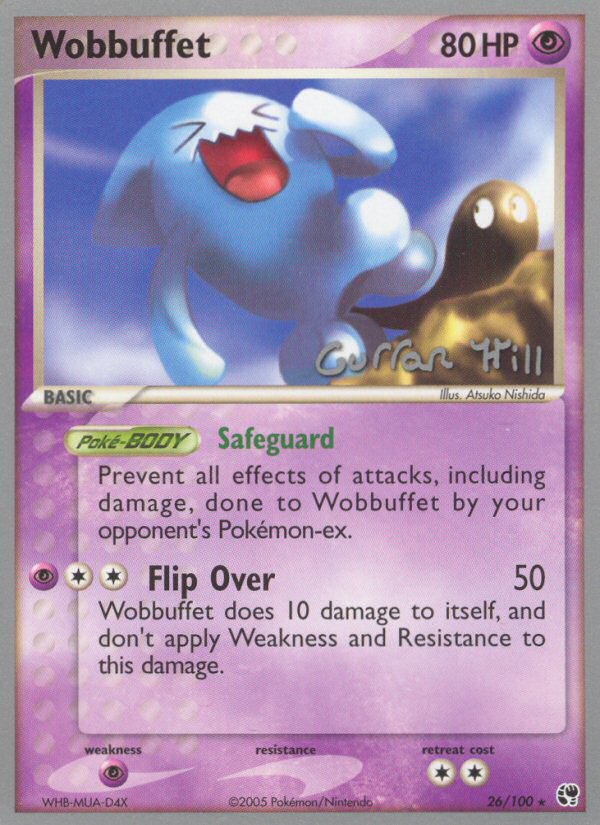 Wobbuffet 80 HP
Curran Hill
BASIC
Illus. Atsuko Nishida
Poké-BODY Safeguard
Prevent all effects of attacks, including
damage, done to Wobbuffet by your
opponent's Pokémon-ex.
Flip Over 50
Wobbuffet does 10 damage to itself, and
don't apply Weakness and Resistance to
this damage.
weakness resistance retreat cost
WHB-MUA-D4X ©2005 Pokémon/Nintendo 26/100 ★